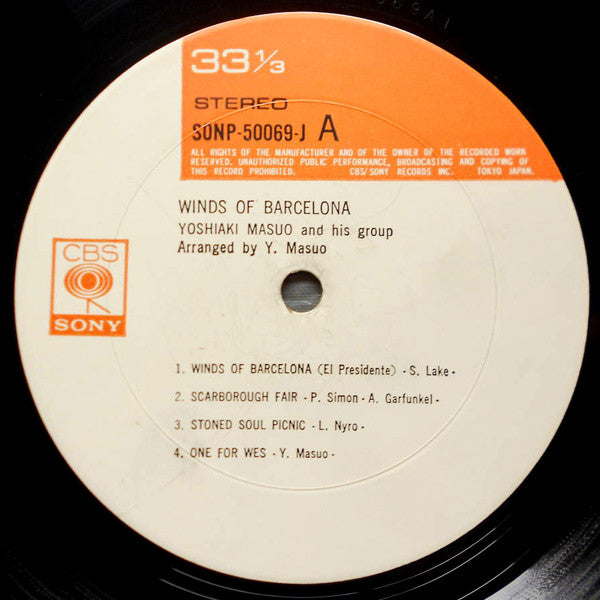 33 1/3
STEREO
SONP-50069-J A
ALL RIGHTS OF THE MANUFACTURER AND OF THE OWNER OF THE RECORDED WORK
RESERVED. UNAUTHORIZED PUBLIC PERFORMANCE, BROADCASTING AND COPYING OF
THIS RECORD PROHIBITED. CBS/SONY RECORDS INC. TOKYO JAPAN.
WINDS OF BARCELONA
YOSHIAKI MASUO and his group
Arranged by Y. Masuo
CBS
SONY
1. WINDS OF BARCELONA (El Presidente) - S. Lake -
2. SCARBOROUGH FAIR - P. Simon - A. Garfunkel -
3. STONED SOUL PICNIC - L. Nyro -
4. ONE FOR WES - Y. Masuo -